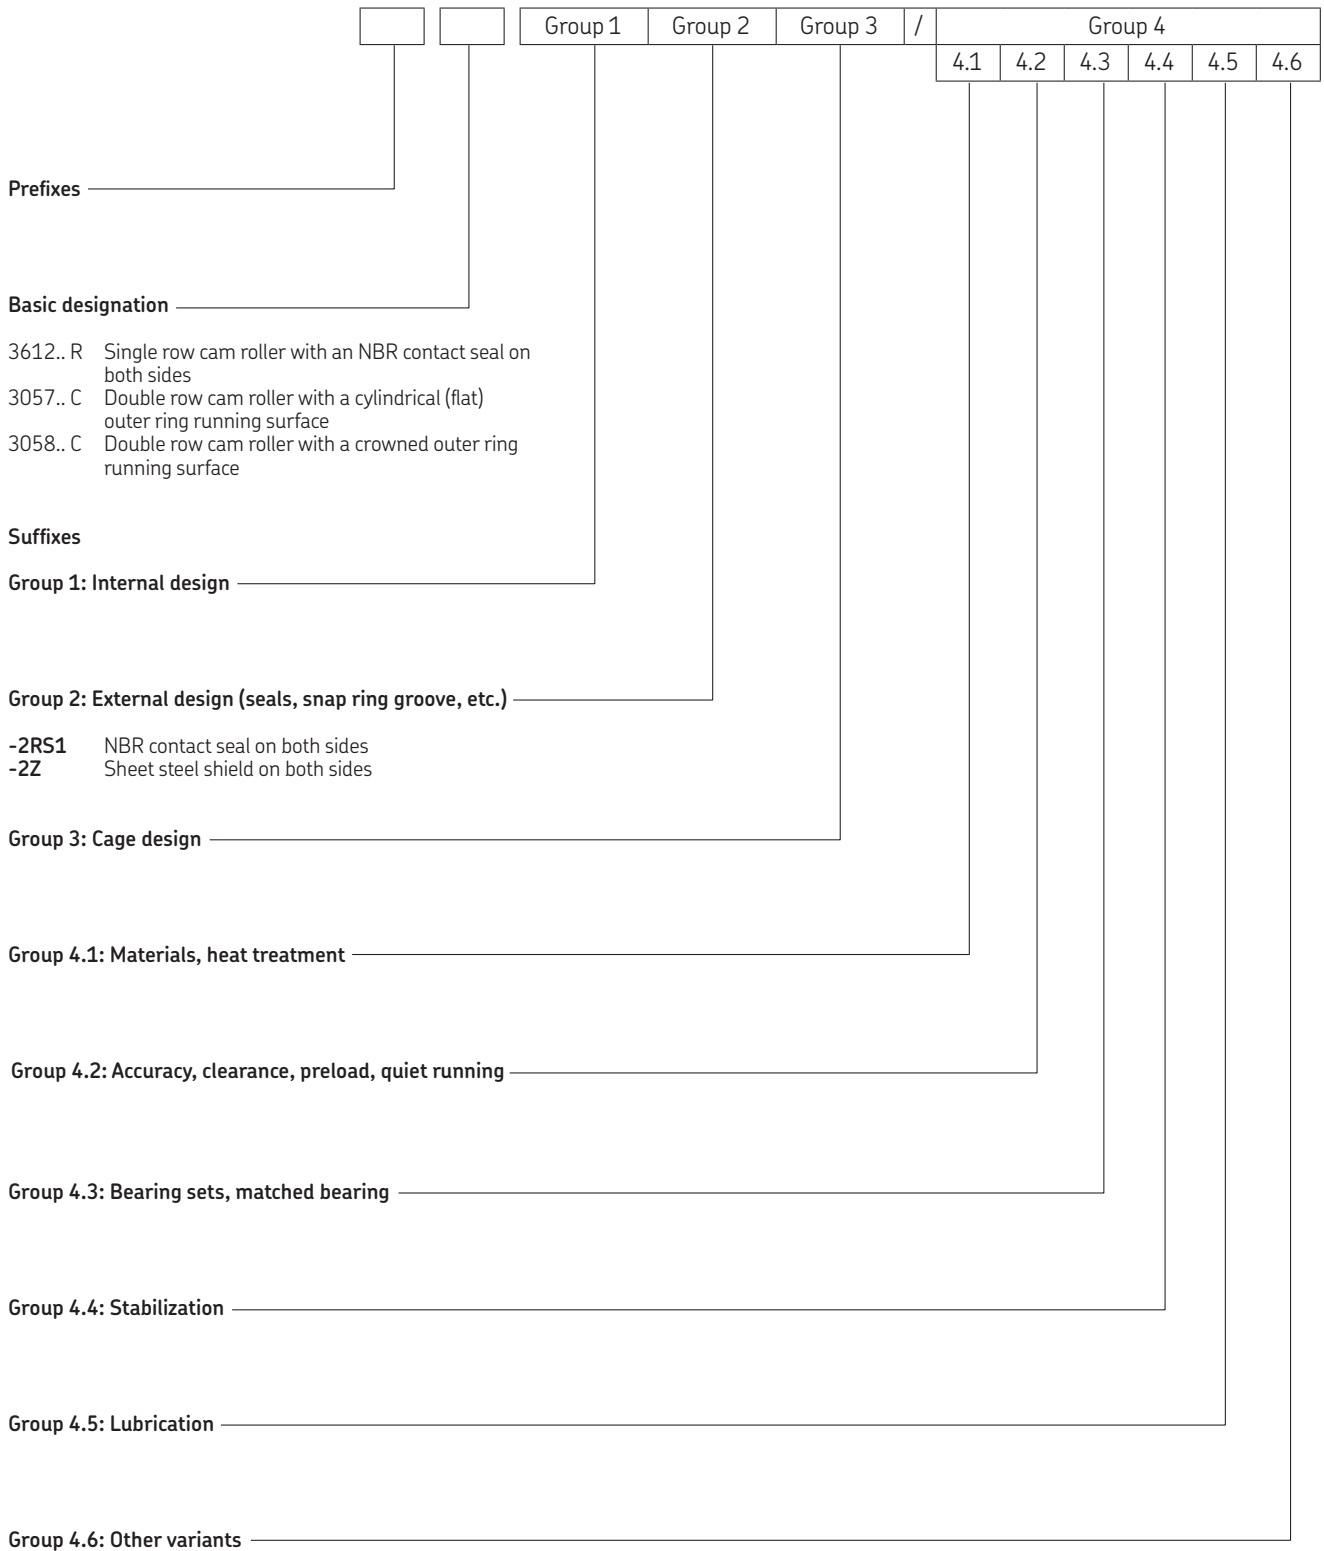 Group 1 Group 2 Group 3 / Group 4
4.1 4.2 4.3 4.4 4.5 4.6
Prefixes
Basic designation
3612.. R Single row cam roller with an NBR contact seal on
both sides
3057.. C Double row cam roller with a cylindrical (flat)
outer ring running surface
3058.. C Double row cam roller with a crowned outer ring
running surface
Suffixes
Group 1: Internal design
Group 2: External design (seals, snap ring groove, etc.)
-2RS1 NBR contact seal on both sides
-2Z Sheet steel shield on both sides
Group 3: Cage design
Group 4.1: Materials, heat treatment
Group 4.2: Accuracy, clearance, preload, quiet running
Group 4.3: Bearing sets, matched bearing
Group 4.4: Stabilization
Group 4.5: Lubrication
Group 4.6: Other variants